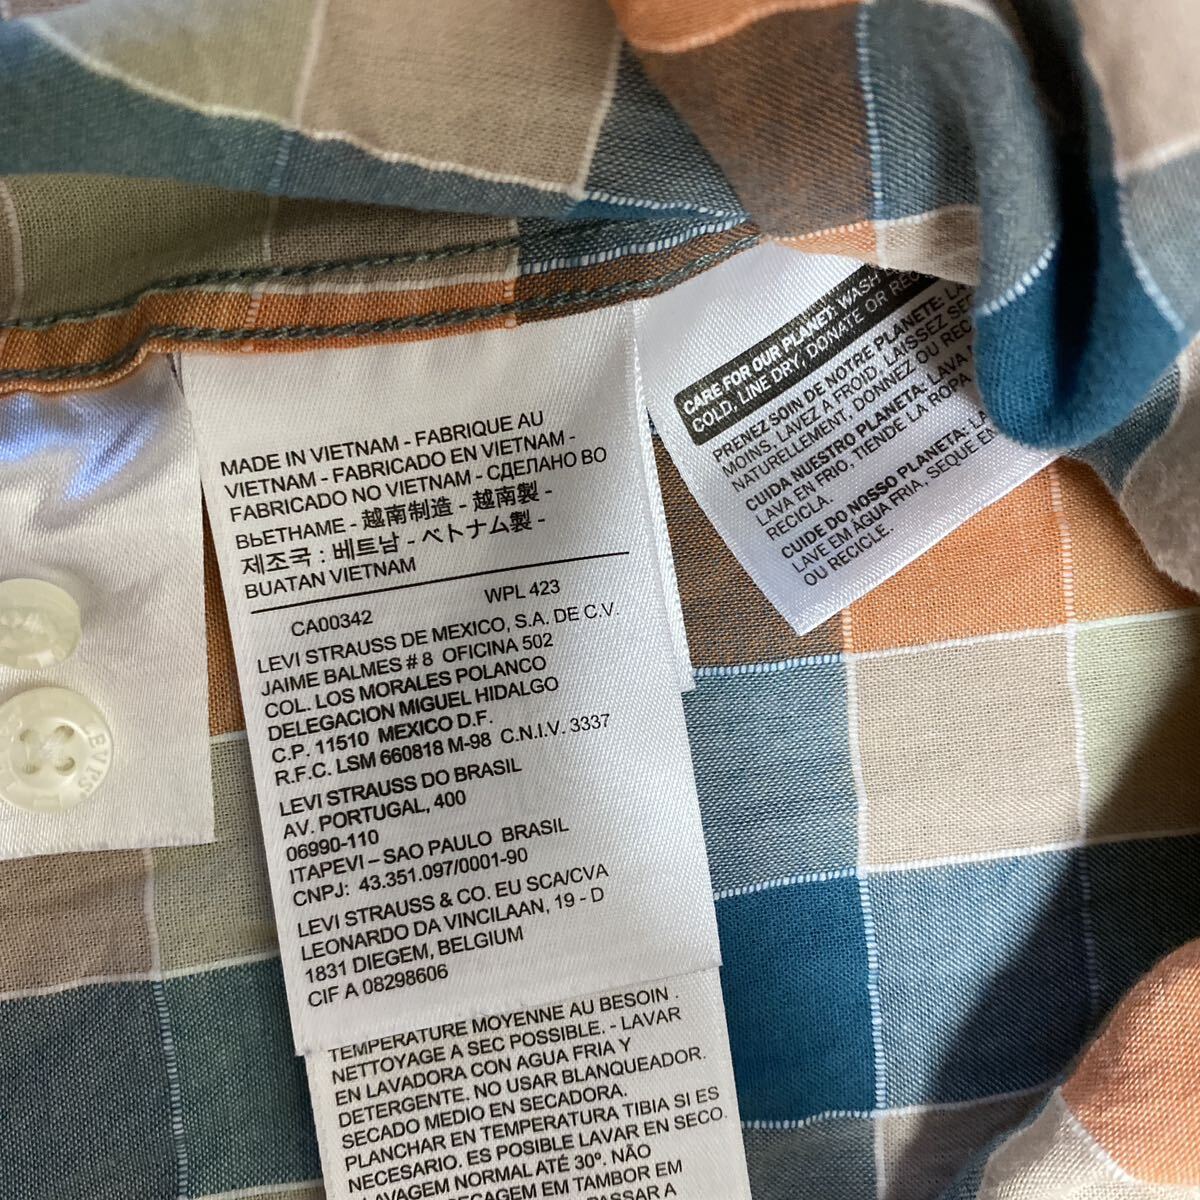 MADE IN VIETNAM - FABRIQUE AU
VIETNAM - FABRICADO EN VIETNAM -
FABRICADO NO VIETNAM - СДЕЛАНО ВО
ВЬЕТНАМЕ - 越南制造 - 越南製 -
제조국 : 베트남 - ベトナム製 -
BUATAN VIETNAM
CA00342 WPL 423
LEVI STRAUSS DE MEXICO, S.A. DE C.V.
JAIME BALMES # 8 OFICINA 502
COL. LOS MORALES POLANCO
DELEGACION MIGUEL HIDALGO
C.P. 11510 MEXICO D.F.
R.F.C. LSM 660818 M-98 C.N.I.V. 3337
LEVI STRAUSS DO BRASIL
AV. PORTUGAL, 400
06990-110
ITAPEVI – SAO PAULO BRASIL
CNPJ: 43.351.097/0001-90
LEVI STRAUSS & CO. EU SCA/CVA
LEONARDO DA VINCILAAN, 19 - D
1831 DIEGEM, BELGIUM
CIF A 08298606
TEMPERATURE MOYENNE AU BESOIN .
NETTOYAGE A SEC POSSIBLE. - LAVAR
EN LAVADORA CON AGUA FRIA Y
DETERGENTE. NO USAR BLANQUEADOR.
SECADO MEDIO EN SECADORA.
PLANCHAR EN TEMPERATURA TIBIA SI ES
NECESARIO. ES POSIBLE LAVAR EN SECO.
LAVAGEM NORMAL ATÉ 30º. NÃO
EM TAMBOR EM
PASSAR A
CARE FOR OUR PLANET: WASH
COLD, LINE DRY, DONATE OR
PRENEZ SOIN DE NOTRE PLANETE:
MOINS, LAVEZ A FROID, LAISSEZ
NATURELLEMENT, DONNEZ OU
CUIDA NUESTRO PLANETA: LAVA
LAVA EN FRIO, TIENDE LA ROPA
RECICLA.
CUIDE DO NOSSO PLANETA:
LAVE EM ÁGUA FRIA, SEQUE EN
OU RECICLE.